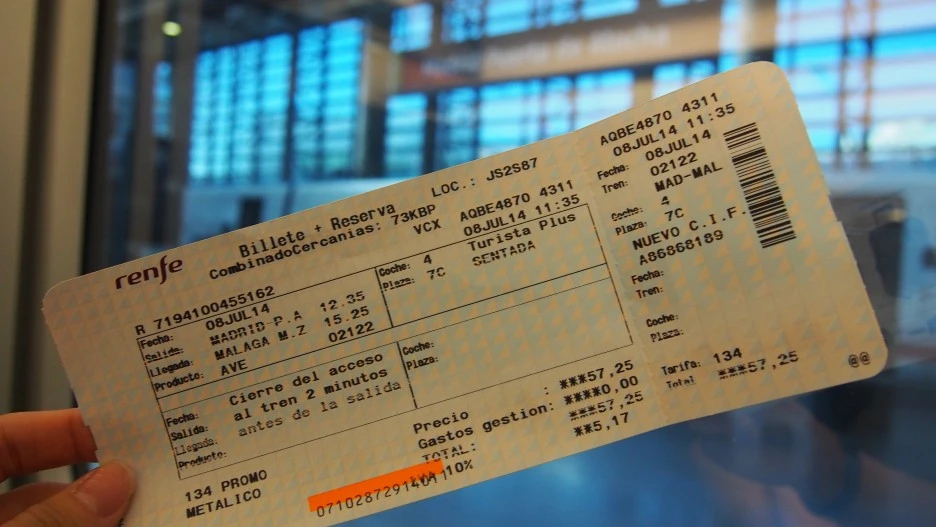 renfe
Billete + Reserva
LOC.: JS2S87
CombinadoCercanias: 73KBP
R 7194100455162
VCX AQBE4870 4311
08JUL14 11:35
Fecha: 08JUL14
Salida: MADRID-P.A 12.35
Llegada: MALAGA M.Z 15.25
Producto: AVE 02122
Coche: 4 Turista Plus
Plaza: 7C SENTADA
Fecha: Cierre del acceso
Salida: al tren 2 minutos
Llegada: antes de la salida
Producto:
Coche:
Plaza:
Precio : ***57,25
Gastos gestion: ****0,00
TOTAL: ***57,25
IVA 10% **5,17
134 PROMO
METALICO
AQBE4870 4311
08JUL14 11:35
Fecha: 08JUL14
Tren: 02122
MAD-MAL
Coche: 4
Plaza: 7C
NUEVO C.I.F.
A86868189
Fecha:
Tren:
Coche:
Plaza:
Tarifa: 134
Total ***57,25
@@